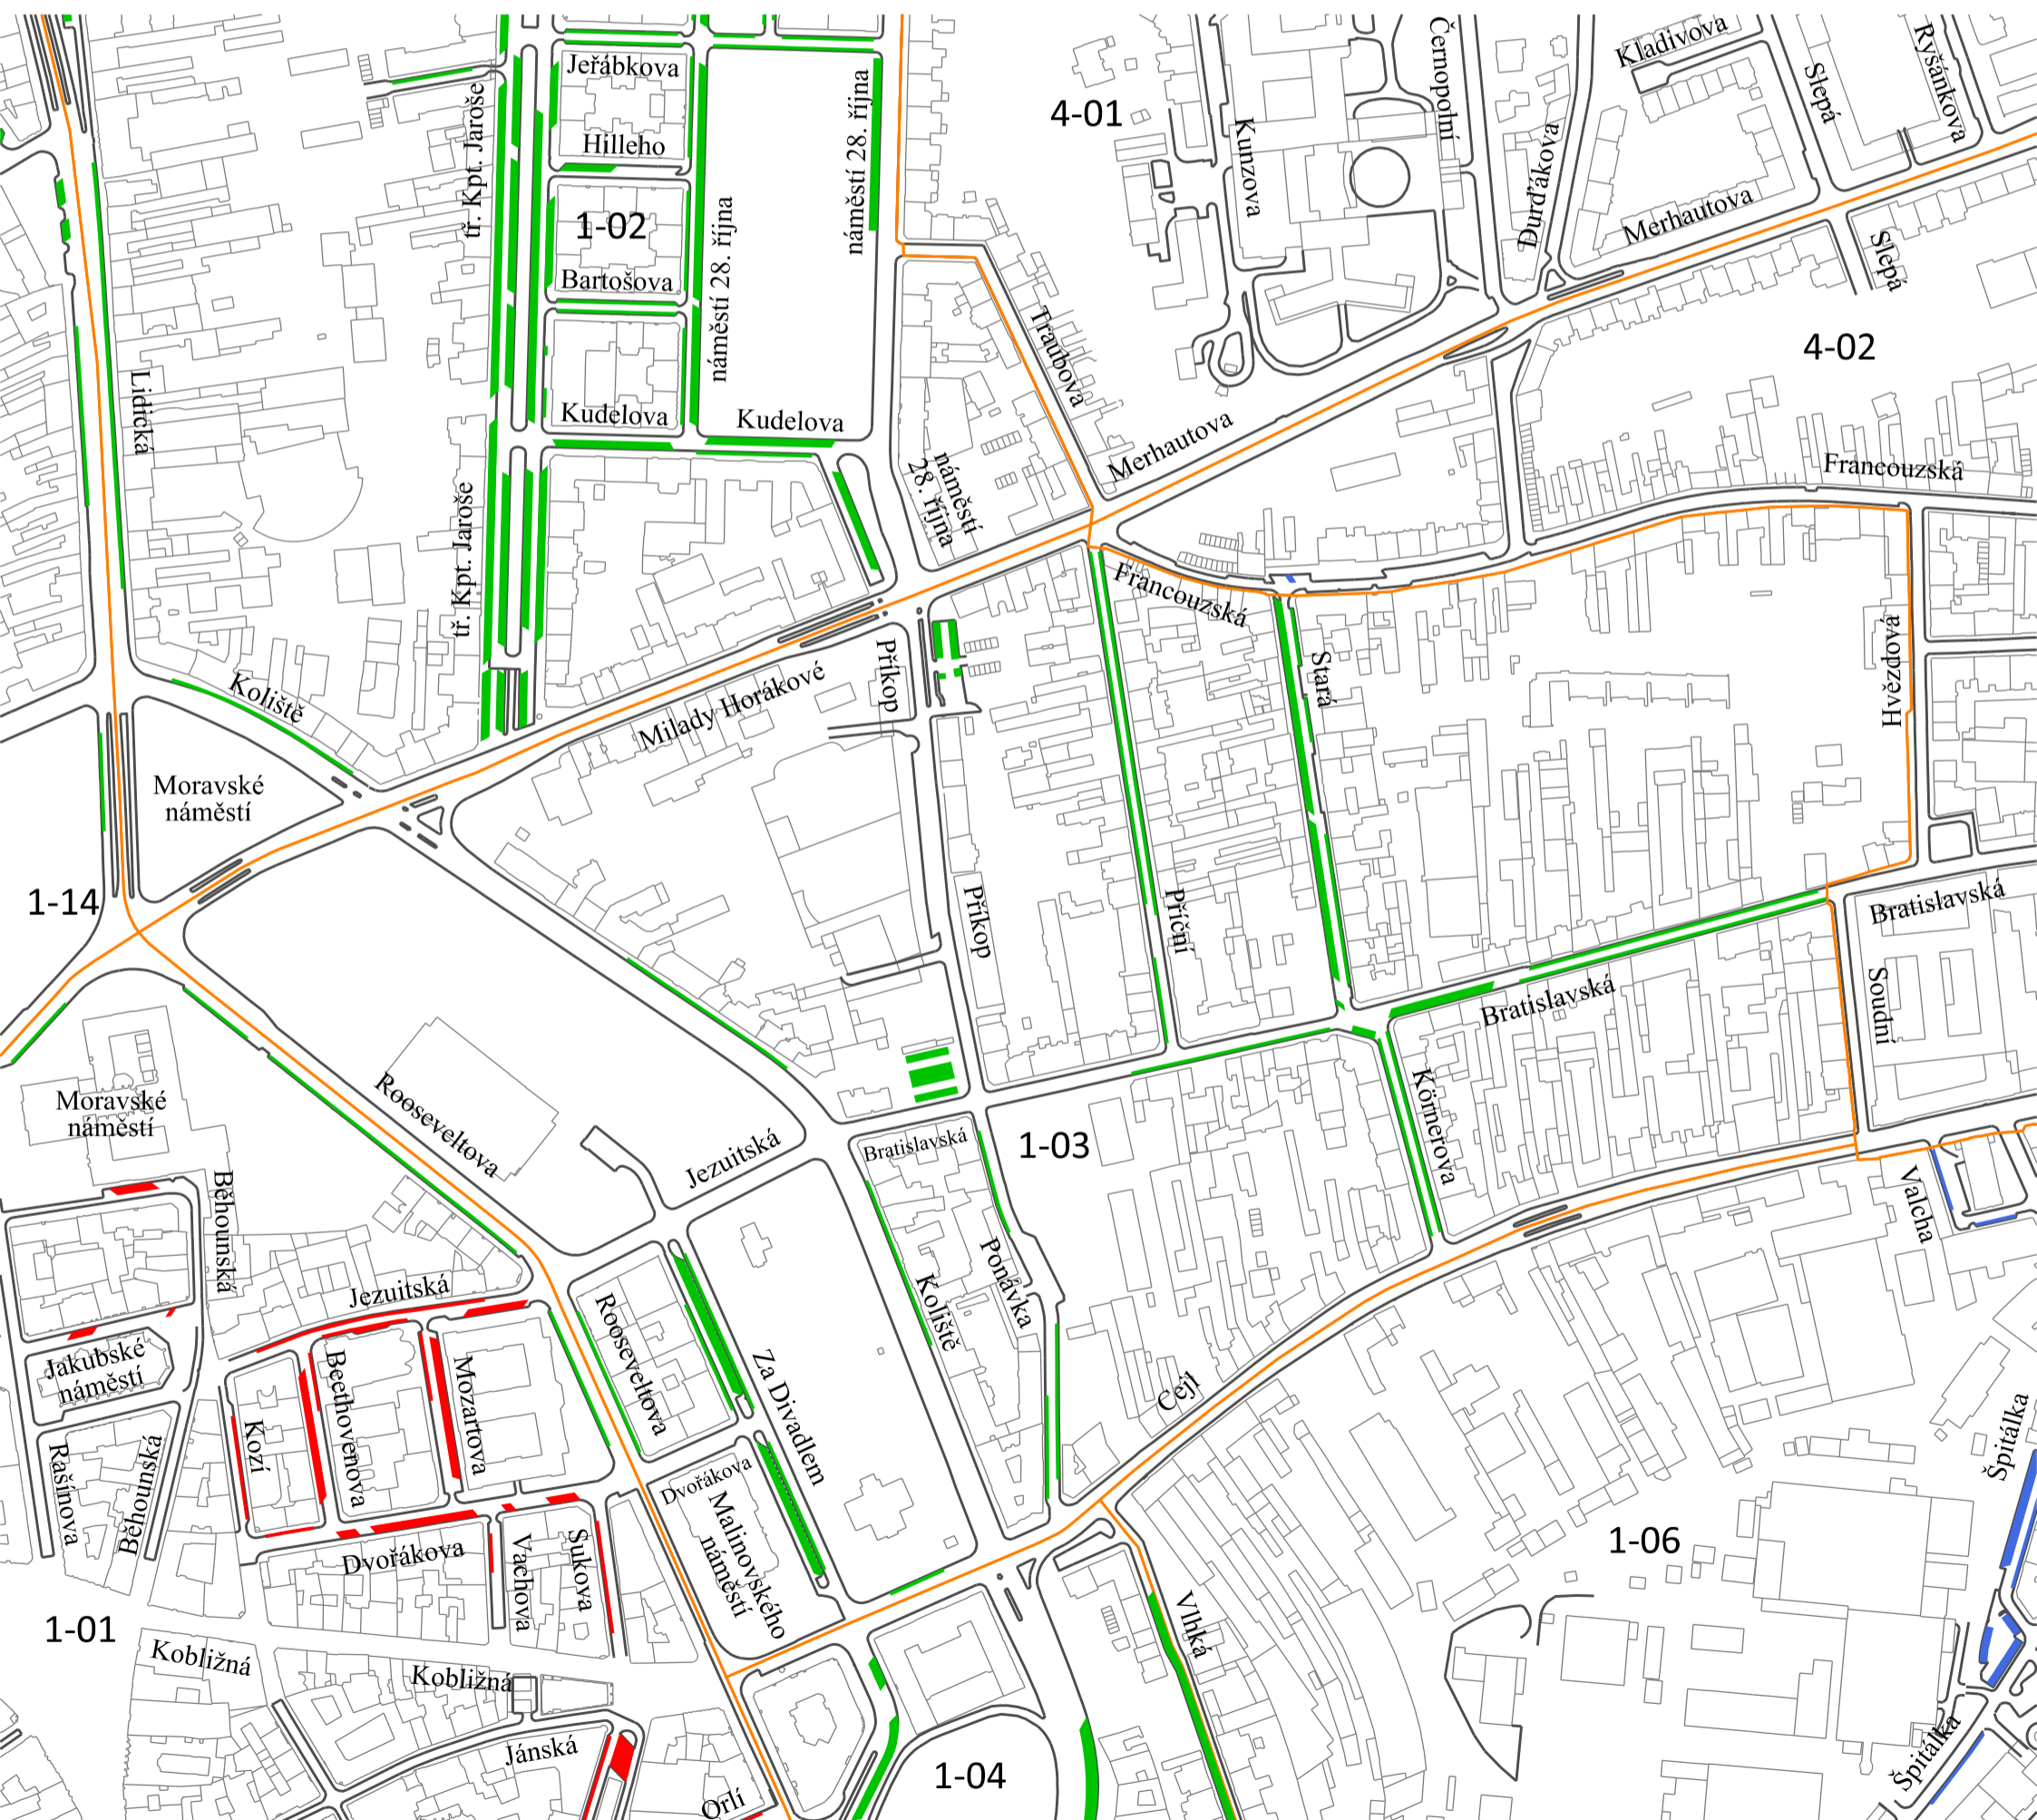 Jeřábkova
Hilleho
1-02
Bartošova
Kudelova
Kudelova
tř. Kpt. Jaroše
tř. Kpt. Jaroše
náměstí 28. října
náměstí 28. října
náměstí
28. října
4-01
Kunzova
Černopolní
Durďákova
Kladivova
Slepá
Ryšánkova
Merhautova
Slepá
4-02
Lidická
Traubova
Merhautova
Francouzská
Francouzská
Koliště
Milady Horákové
Příkop
Stará
Hvězdová
Moravské
náměstí
1-14
Příkop
Příční
Bratislavská
Bratislavská
Soudní
Moravské
náměstí
Rooseveltova
Jezuitská
Bratislavská
1-03
Körnerova
Valcha
Běhounská
Jezuitská
Rooseveltova
Koliště
Ponávka
Za Divadlem
Cejl
Jakubské
náměstí
Kozí
Beethovenova
Mozartova
Rašínova
Běhounská
Dvořákova
Vachova
Sukova
Dvořákova
Malinovského
náměstí
Špitálka
1-06
1-01
Kobližná
Kobližná
Vlhká
Jánská
Orlí
1-04
Špitálka